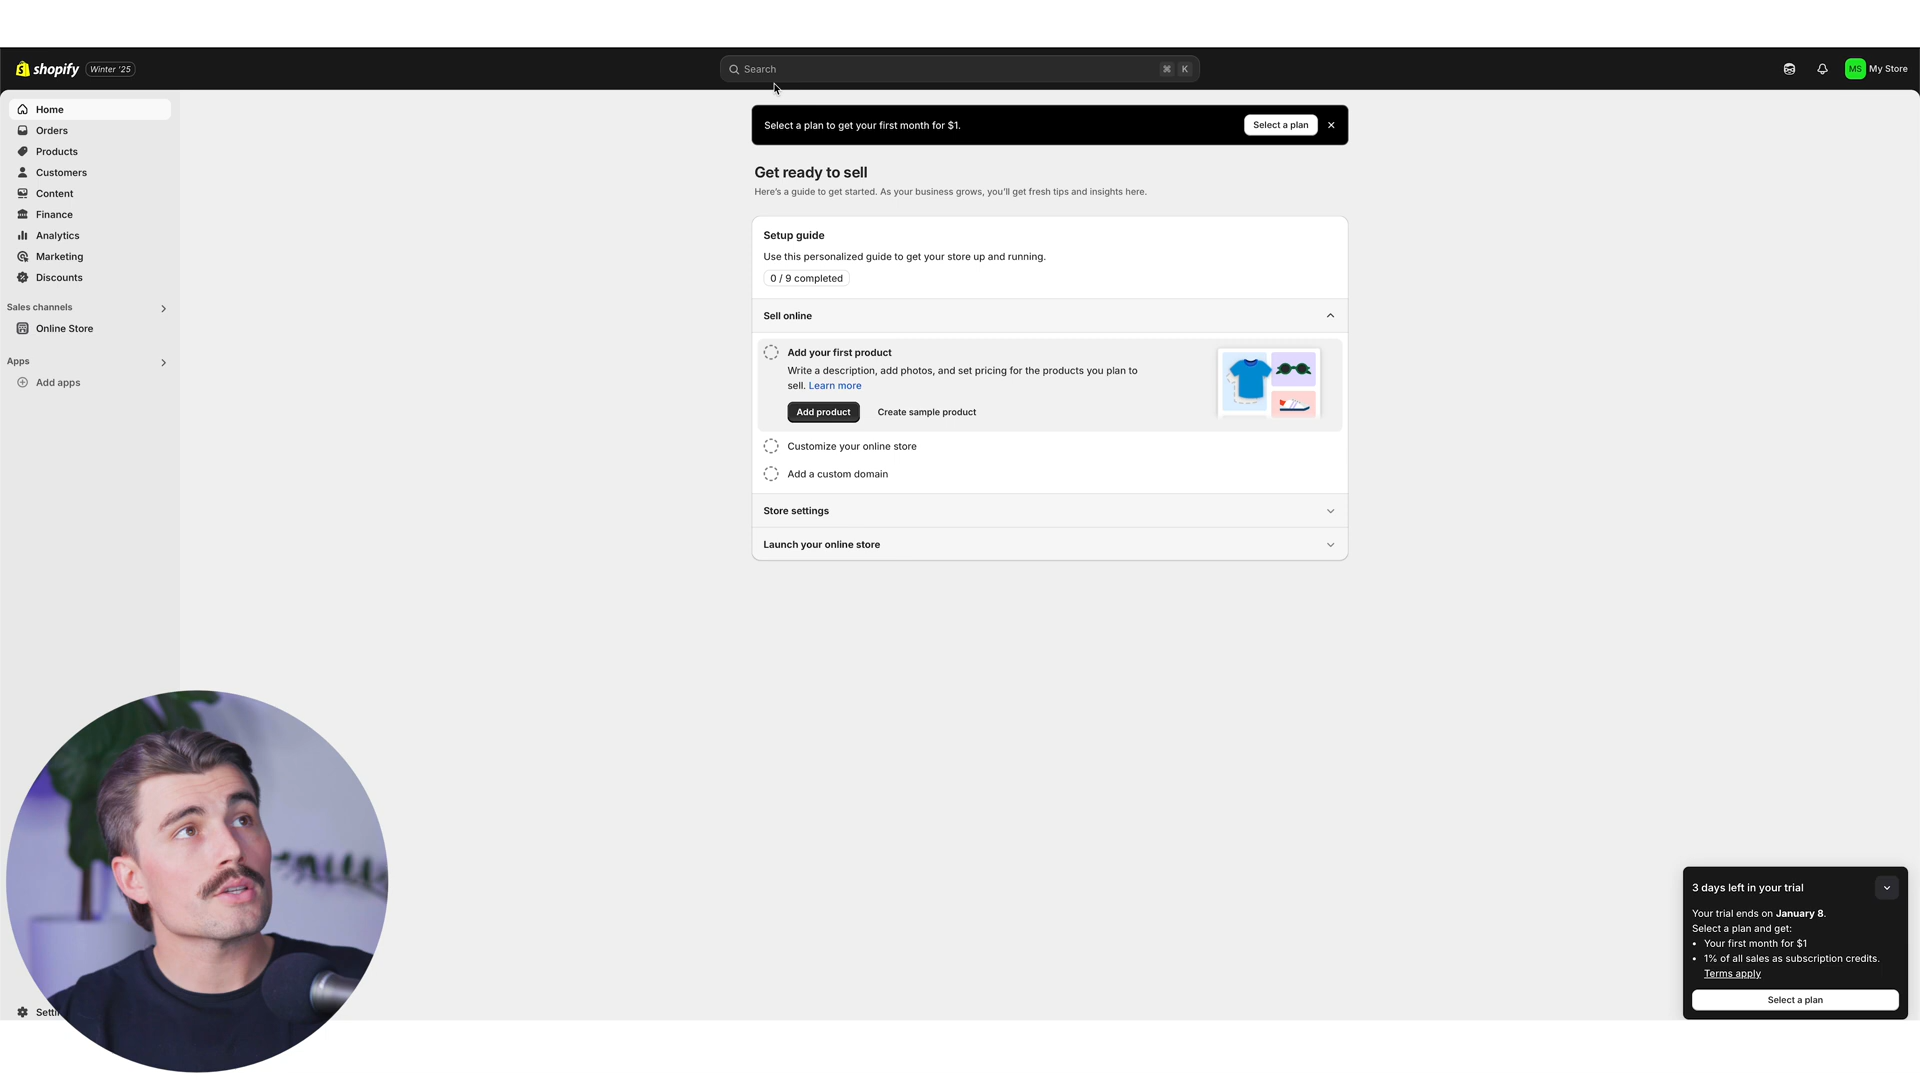 shopify
Winter '25
Search
⌘ K
MS My Store
Home
Orders
Products
Customers
Content
Finance
Analytics
Marketing
Discounts
Sales channels
Online Store
Apps
Add apps
Select a plan to get your first month for $1.
Select a plan
Get ready to sell
Here's a guide to get started. As your business grows, you'll get fresh tips and insights here.
Setup guide
Use this personalized guide to get your store up and running.
0 / 9 completed
Sell online
Add your first product
Write a description, add photos, and set pricing for the products you plan to
sell. Learn more
Add product Create sample product
Customize your online store
Add a custom domain
Store settings
Launch your online store
3 days left in your trial
Your trial ends on January 8.
Select a plan and get:
• Your first month for $1
• 1% of all sales as subscription credits.
Terms apply
Select a plan